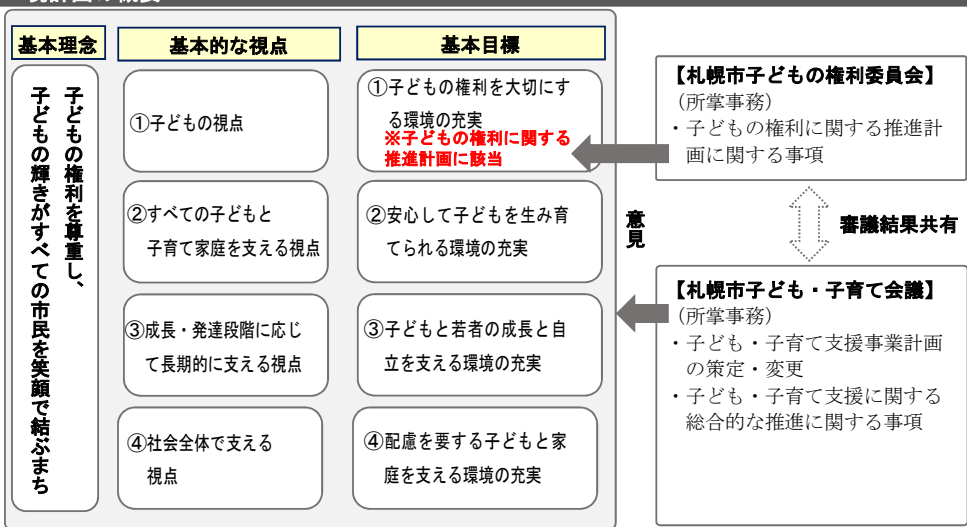 基本理念
子どもの権利を尊重し、
子どもの輝きがすべての市民を笑顔で結ぶまち
基本的な視点
①子どもの視点
②すべての子どもと
子育て家庭を支える視点
③成長・発達段階に応じ
て長期的に支える視点
④社会全体で支える
視点
基本目標
①子どもの権利を大切にす
る環境の充実
※子どもの権利に関する
推進計画に該当
②安心して子どもを生み育
てられる環境の充実
③子どもと若者の成長と自
立を支える環境の充実
④配慮を要する子どもと家
庭を支える環境の充実
意見
【札幌市子どもの権利委員会】
（所掌事務）
・子どもの権利に関する推進計
画に関する事項
審議結果共有
【札幌市子ども・子育て会議】
（所掌事務）
・子ども・子育て支援事業計画
の策定・変更
・子ども・子育て支援に関する
総合的な推進に関する事項